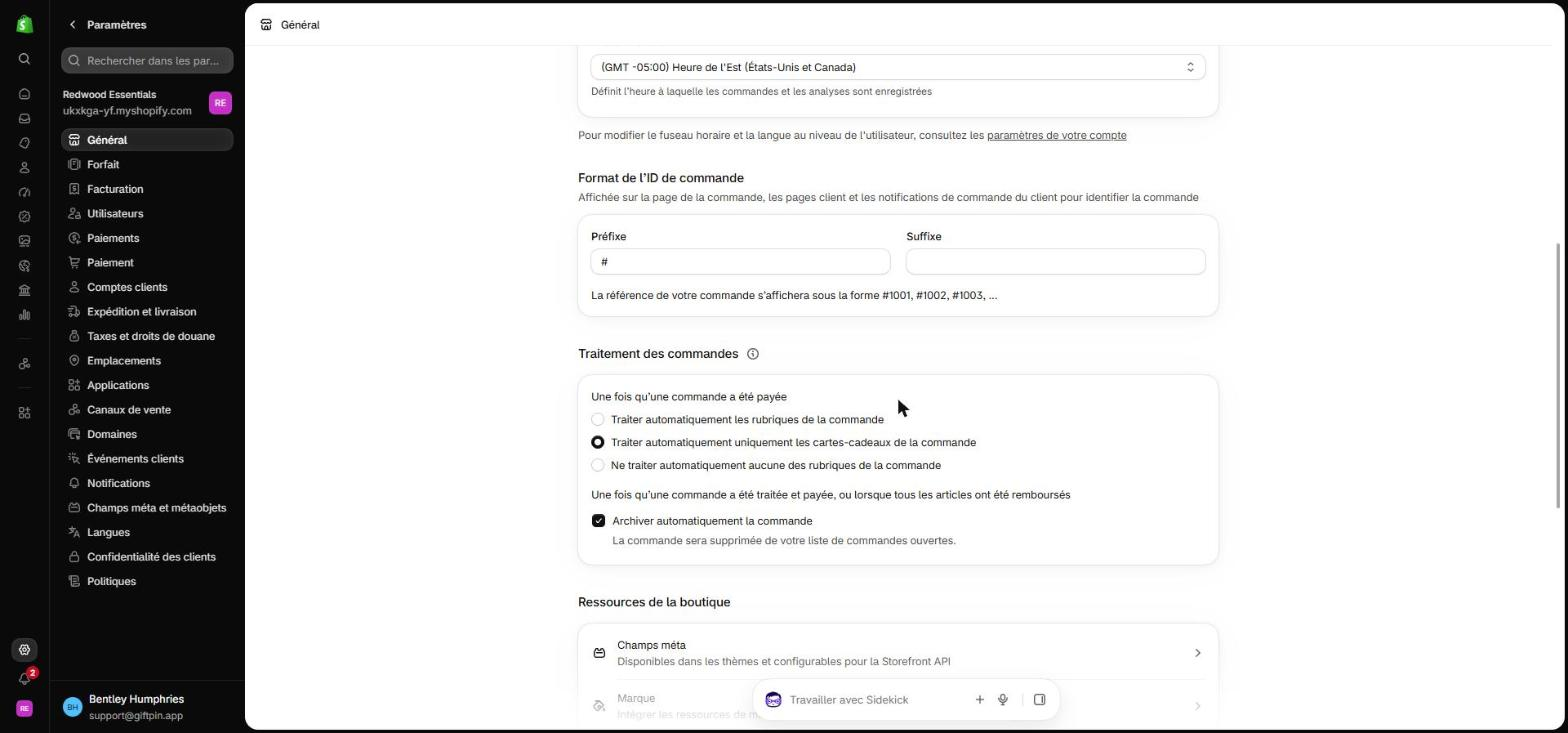 Paramètres
Rechercher dans les par...
Redwood Essentials
ukxkga-yf.myshopify.com
RE
Général
Forfait
Facturation
Utilisateurs
Paiements
Paiement
Comptes clients
Expédition et livraison
Taxes et droits de douane
Emplacements
Applications
Canaux de vente
Domaines
Événements clients
Notifications
Champs méta et métaobjets
Langues
Confidentialité des clients
Politiques
2
RE
BH
Bentley Humphries
support@giftpin.app
Général
(GMT -05:00) Heure de l'Est (États-Unis et Canada)
Définit l'heure à laquelle les commandes et les analyses sont enregistrées
Pour modifier le fuseau horaire et la langue au niveau de l'utilisateur, consultez les paramètres de votre compte
Format de l'ID de commande
Affichée sur la page de la commande, les pages client et les notifications de commande du client pour identifier la commande
Préfixe
Suffixe
#
La référence de votre commande s'affichera sous la forme #1001, #1002, #1003, ...
Traitement des commandes
Une fois qu'une commande a été payée
Traiter automatiquement les rubriques de la commande
Traiter automatiquement uniquement les cartes-cadeaux de la commande
Ne traiter automatiquement aucune des rubriques de la commande
Une fois qu'une commande a été traitée et payée, ou lorsque tous les articles ont été remboursés
Archiver automatiquement la commande
La commande sera supprimée de votre liste de commandes ouvertes.
Ressources de la boutique
Champs méta
Disponibles dans les thèmes et configurables pour la Storefront API
Marque
Intégrer les ressources de
Travailler avec Sidekick